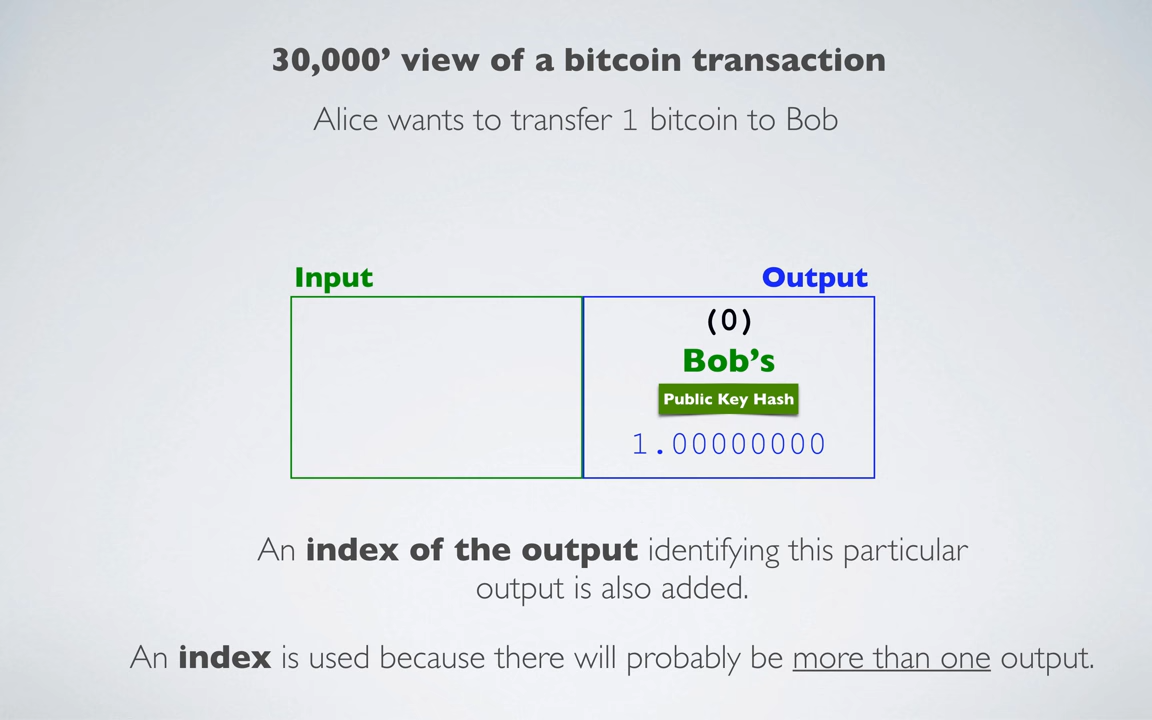 30,000’ view of a bitcoin transaction
Alice wants to transfer 1 bitcoin to Bob
Input
Output
(0)
Bob’s
Public Key Hash
1.00000000
An index of the output identifying this particular
output is also added.
An index is used because there will probably be more than one output.